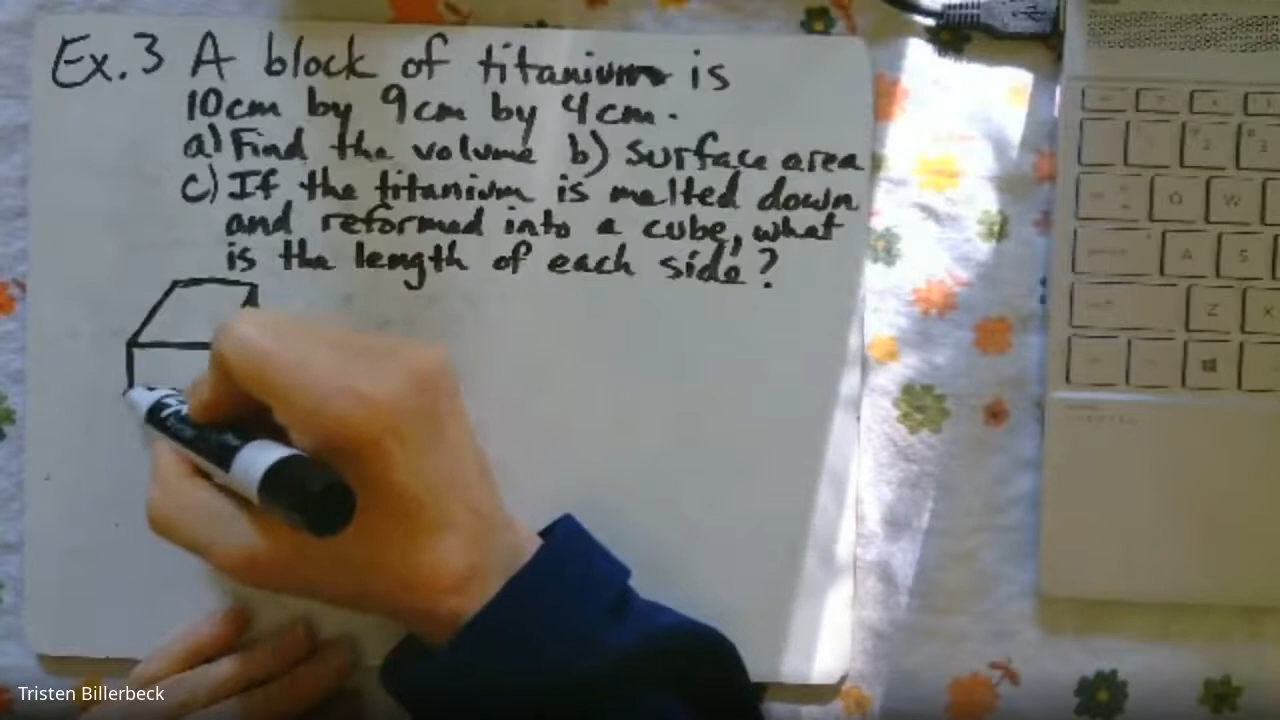 Ex.3 A block of titanium is
10cm by 9cm by 4cm.
a) Find the volume b) surface area
c) If the titanium is melted down
and reformed into a cube, what
is the length of each side?
Q W
A S
Z X
Tristen Billerbeck